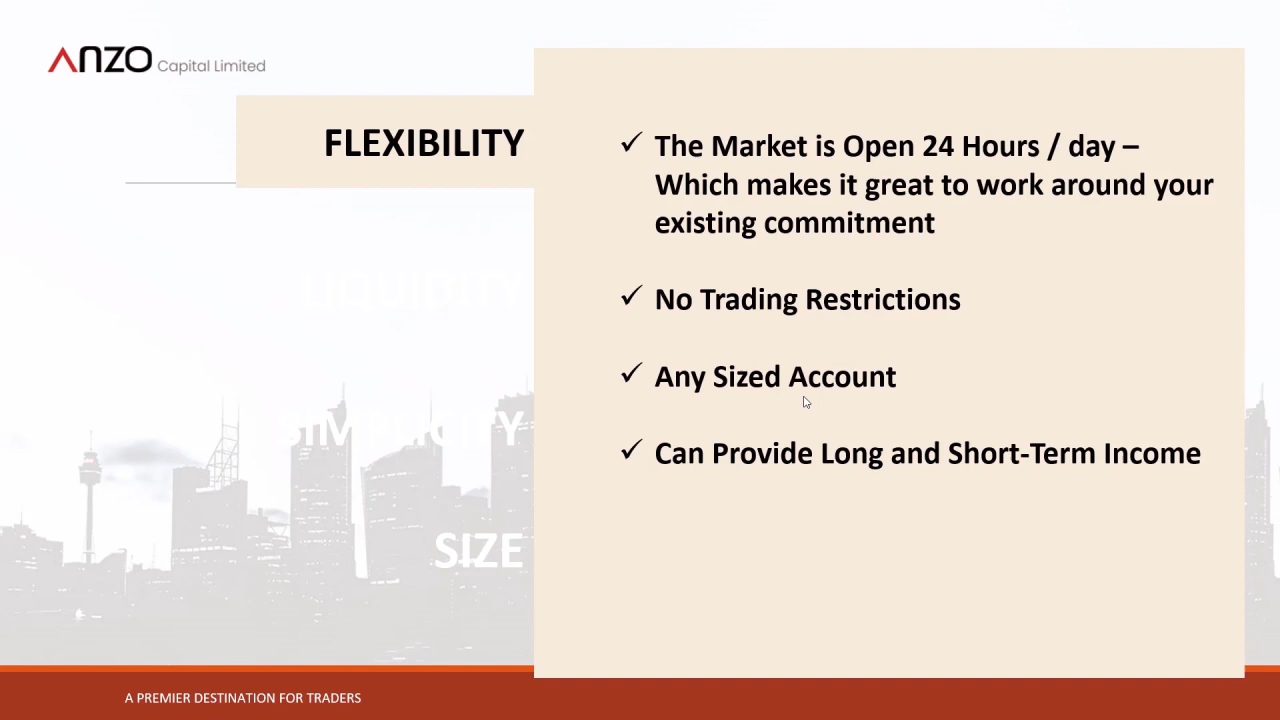 ANZO Capital Limited
FLEXIBILITY
✓ The Market is Open 24 Hours / day –
Which makes it great to work around your
existing commitment
✓ No Trading Restrictions
✓ Any Sized Account
✓ Can Provide Long and Short-Term Income
LIQUIDITY
SIMPLICITY
SIZE
A PREMIER DESTINATION FOR TRADERS